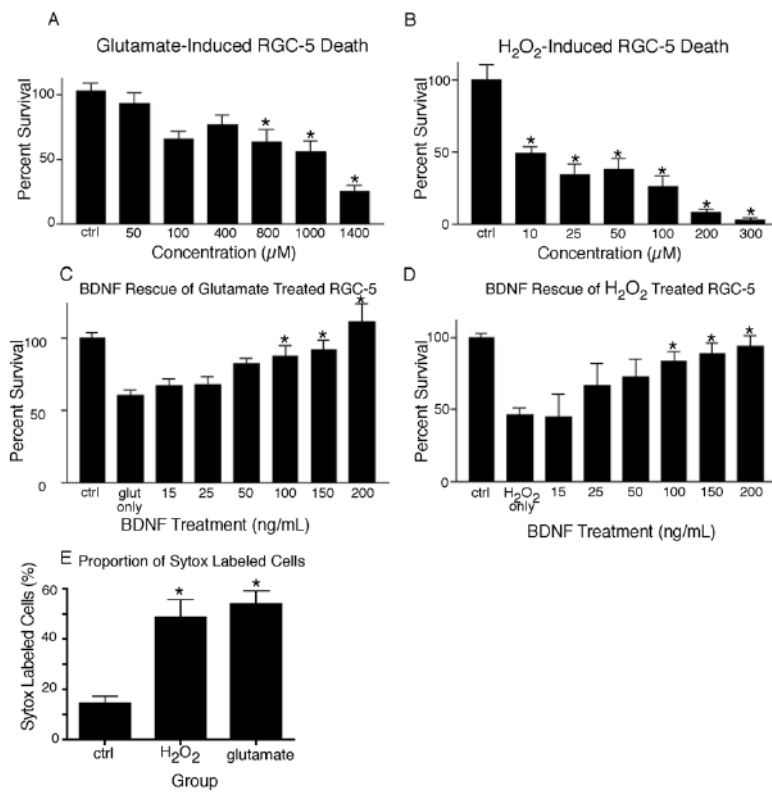 A
Glutamate-Induced RGC-5 Death
Percent Survival
100
50
0
* * *
ctrl 50 100 400 800 1000 1400
Concentration (µM)
B
H₂O₂-Induced RGC-5 Death
Percent Survival
100
50
0
* * * * * *
ctrl 10 25 50 100 200 300
Concentration (µM)
C
BDNF Rescue of Glutamate Treated RGC-5
Percent Survival
100
50
0
* * *
ctrl glut 15 25 50 100 150 200
only
BDNF Treatment (ng/mL)
D
BDNF Rescue of H₂O₂ Treated RGC-5
Percent Survival
100
50
0
* * *
ctrl H₂O₂ 15 25 50 100 150 200
only
BDNF Treatment (ng/mL)
E Proportion of Sytox Labeled Cells
Sytox Labeled Cells (%)
60
40
20
0
* *
ctrl H₂O₂ glutamate
Group